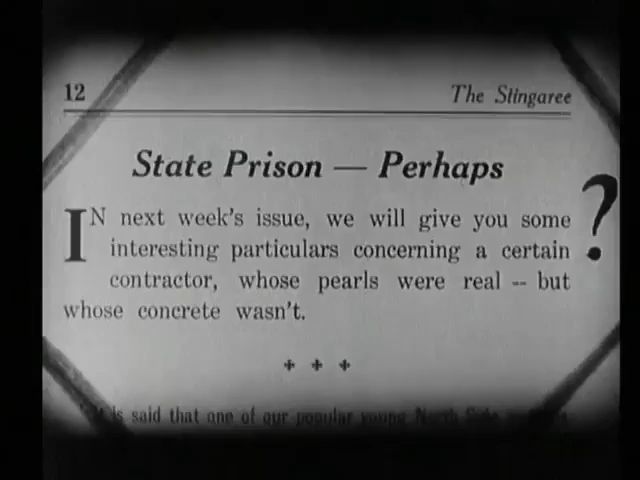 12 The Stingaree
State Prison — Perhaps
?
IN next week's issue, we will give you some
interesting particulars concerning a certain
contractor, whose pearls were real -- but
whose concrete wasn't.
is said that one of our popular young North Side